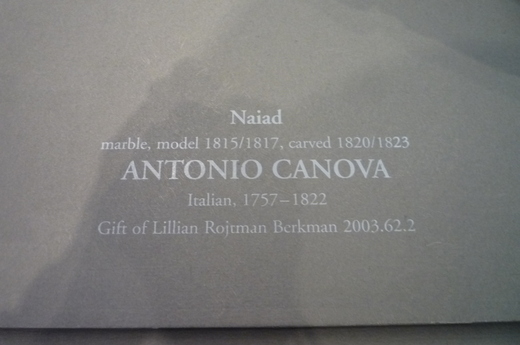 Naiad
marble, model 1815/1817, carved 1820/1823
ANTONIO CANOVA
Italian, 1757–1822
Gift of Lillian Rojtman Berkman 2003.62.2